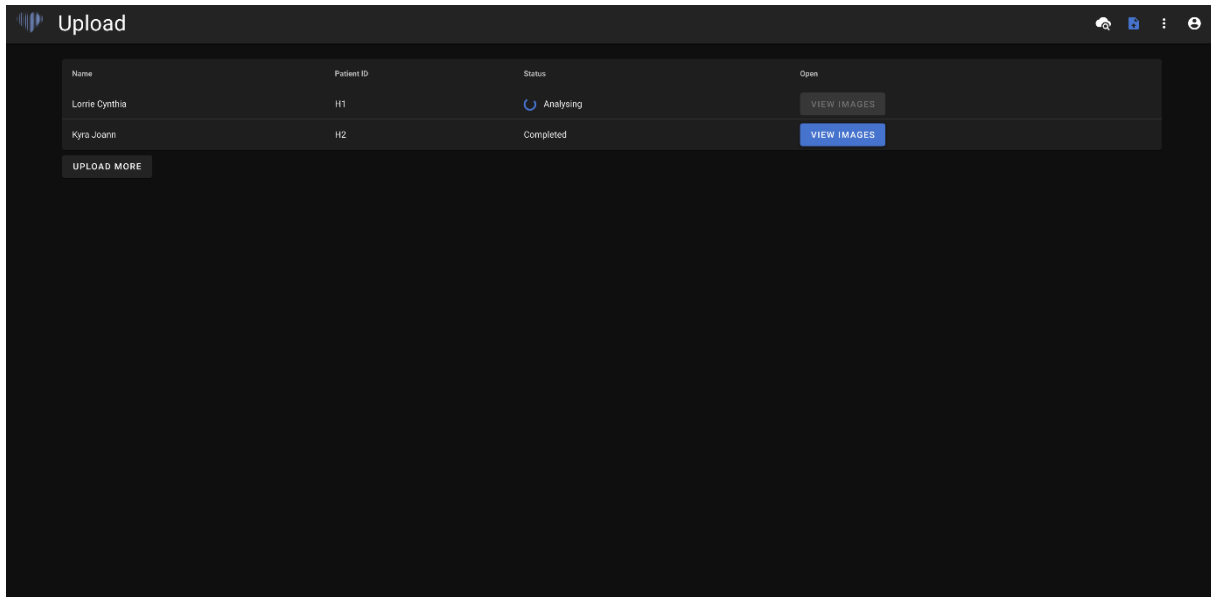 Upload
Name Patient ID Status Open
Lorrie Cynthia H1 Analysing VIEW IMAGES
Kyra Joann H2 Completed VIEW IMAGES
UPLOAD MORE